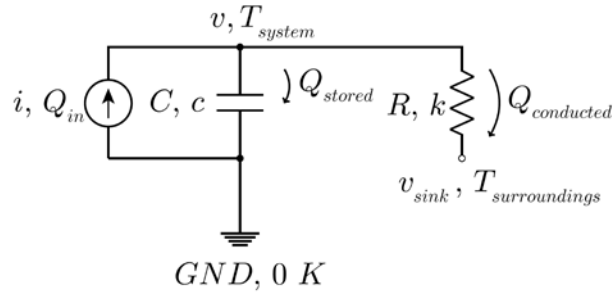 v, T_system
i, Q_in
C, c
Q_stored
R, k
Q_conducted
v_sink , T_surroundings
GND, 0 K